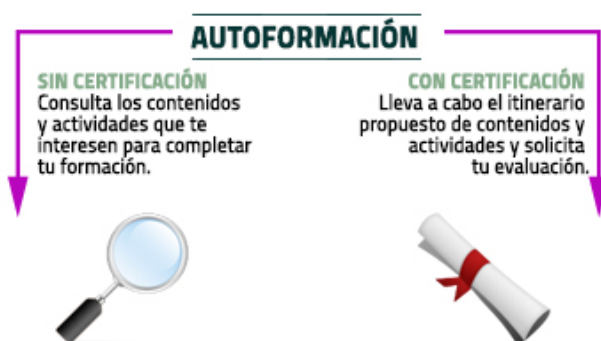 AUTOFORMACIÓN
SIN CERTIFICACIÓN
Consulta los contenidos
y actividades que te
interesen para completar
tu formación.
CON CERTIFICACIÓN
Lleva a cabo el itinerario
propuesto de contenidos y
actividades y solicita
tu evaluación.